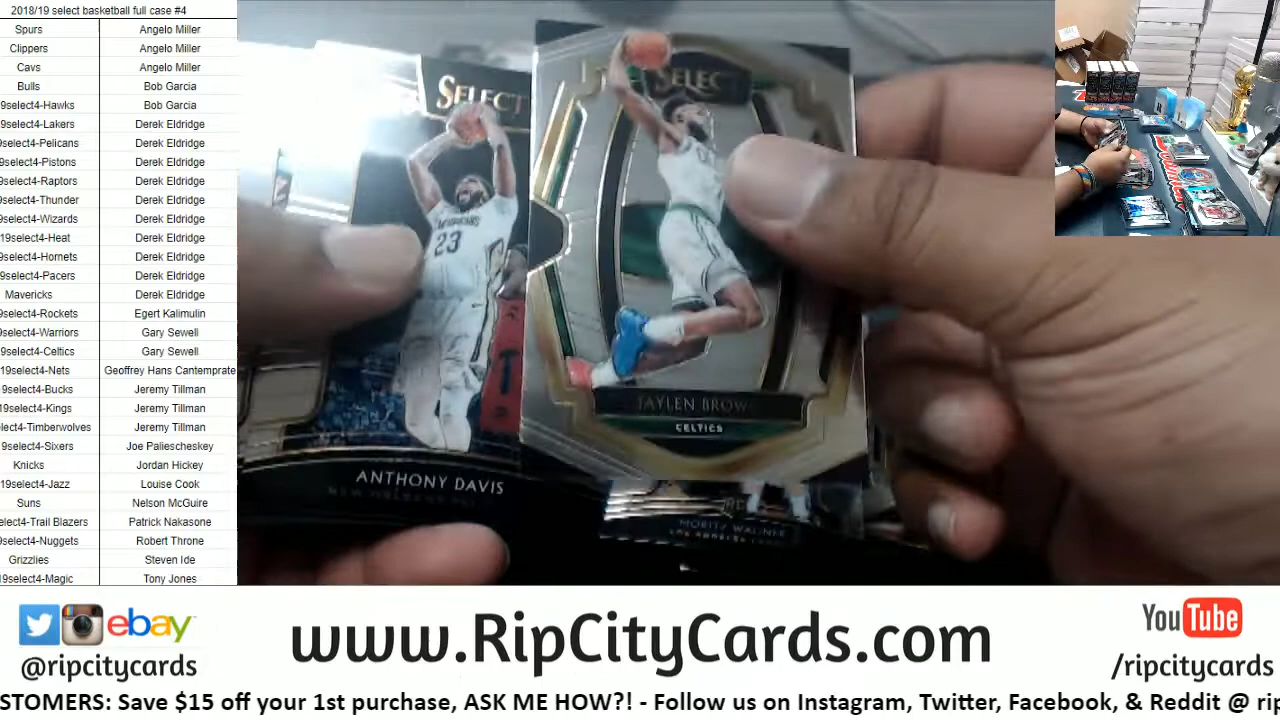 2018/19 select basketball full case #4
Spurs Angelo Miller
Clippers Angelo Miller
Cavs Angelo Miller
Bulls Bob Garcia
9select4-Hawks Bob Garcia
9select4-Lakers Derek Eldridge
9select4-Pelicans Derek Eldridge
9select4-Pistons Derek Eldridge
9select4-Raptors Derek Eldridge
9select4-Thunder Derek Eldridge
9select4-Wizards Derek Eldridge
19select4-Heat Derek Eldridge
9select4-Hornets Derek Eldridge
9select4-Pacers Derek Eldridge
Mavericks Derek Eldridge
9select4-Rockets Egert Kalimulin
9select4-Warriors Gary Sewell
9select4-Celtics Gary Sewell
19select4-Nets Geoffrey Hans Cantemprate
9select4-Bucks Jeremy Tillman
19select4-Kings Jeremy Tillman
lect4-Timberwolves Jeremy Tillman
9select4-Sixers Joe Paliescheskey
Knicks Jordan Hickey
19select4-Jazz Louise Cook
Suns Nelson McGuire
elect4-Trail Blazers Patrick Nakasone
9select4-Nuggets Robert Throne
Grizzlies Steven Ide
9select4-Magic Tony Jones
SELECT
SELEC
23
JAYLEN BROW
CELTICS
ANTHONY DAVIS
MORITZ WAGNER
ebay
@ripcitycards
www.RipCityCards.com
YouTube
/ripcitycards
STOMERS: Save $15 off your 1st purchase, ASK ME HOW?! - Follow us on Instagram, Twitter, Facebook, & Reddit @ rip